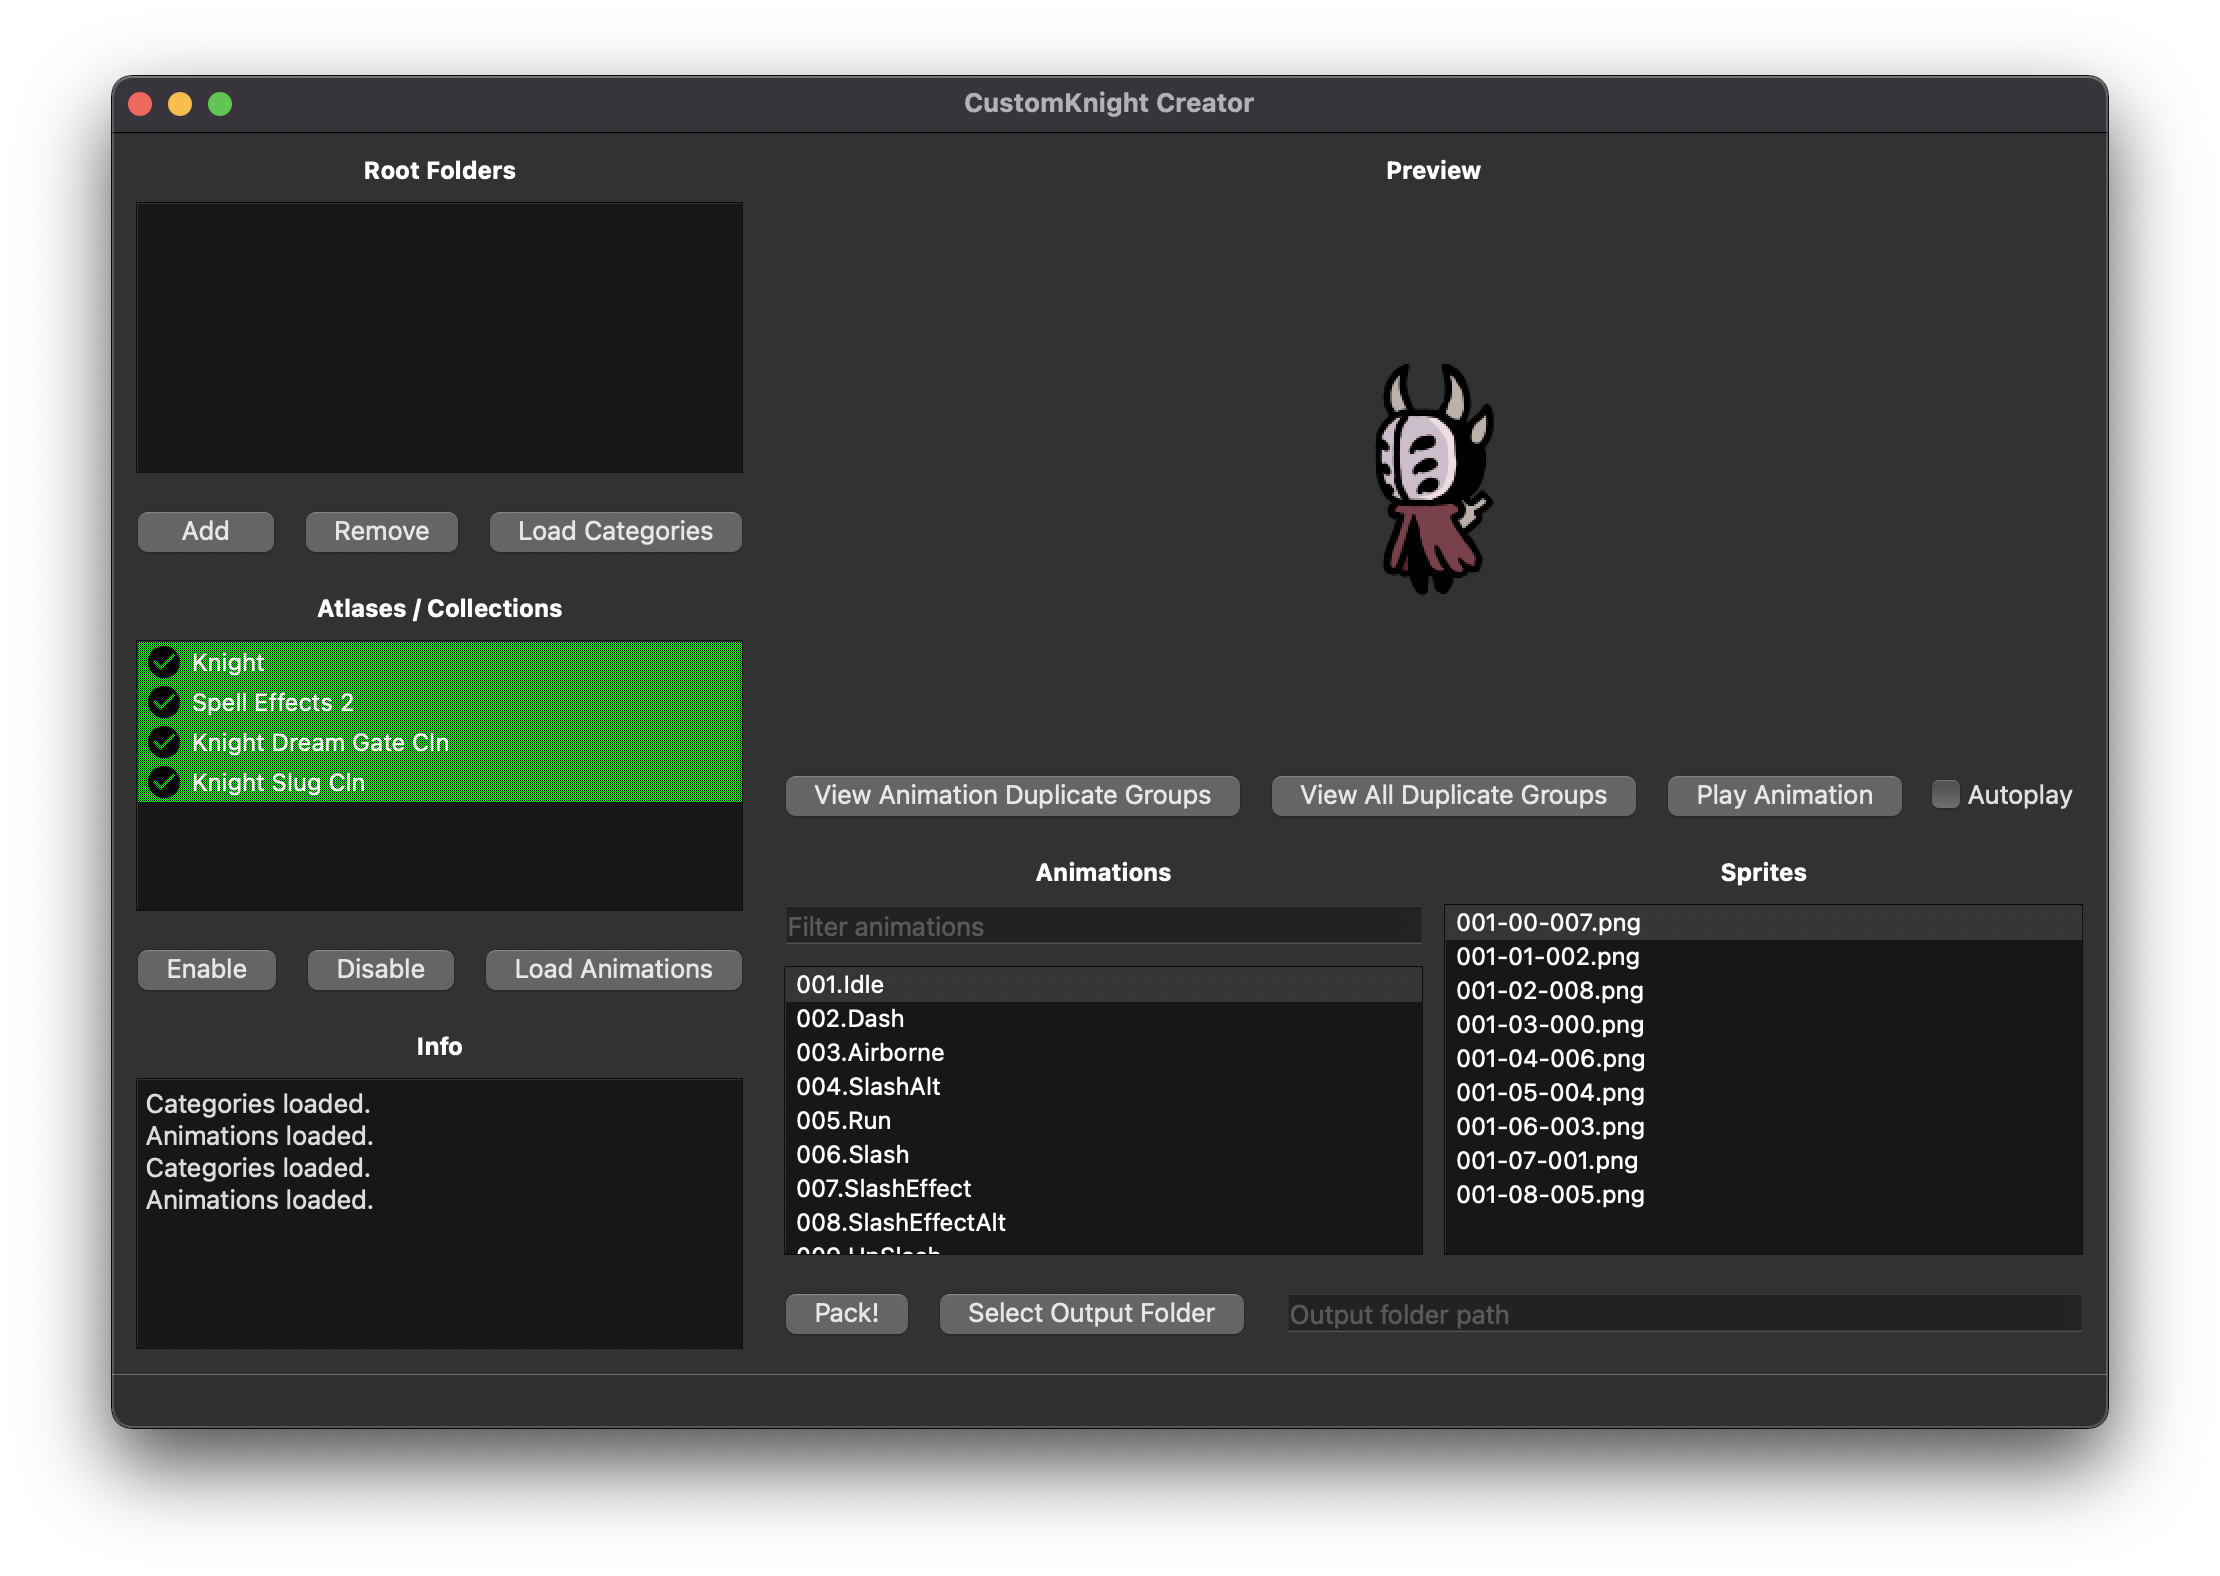 CustomKnight Creator
Root Folders
Add
Remove
Load Categories
Atlases / Collections
Knight
Spell Effects 2
Knight Dream Gate Cln
Knight Slug Cln
Enable
Disable
Load Animations
Info
Categories loaded.
Animations loaded.
Categories loaded.
Animations loaded.
Preview
View Animation Duplicate Groups
View All Duplicate Groups
Play Animation
Autoplay
Animations
Filter animations
001.Idle
002.Dash
003.Airborne
004.SlashAlt
005.Run
006.Slash
007.SlashEffect
008.SlashEffectAlt
009.UpSlash
Sprites
001-00-007.png
001-01-002.png
001-02-008.png
001-03-000.png
001-04-006.png
001-05-004.png
001-06-003.png
001-07-001.png
001-08-005.png
Pack!
Select Output Folder
Output folder path